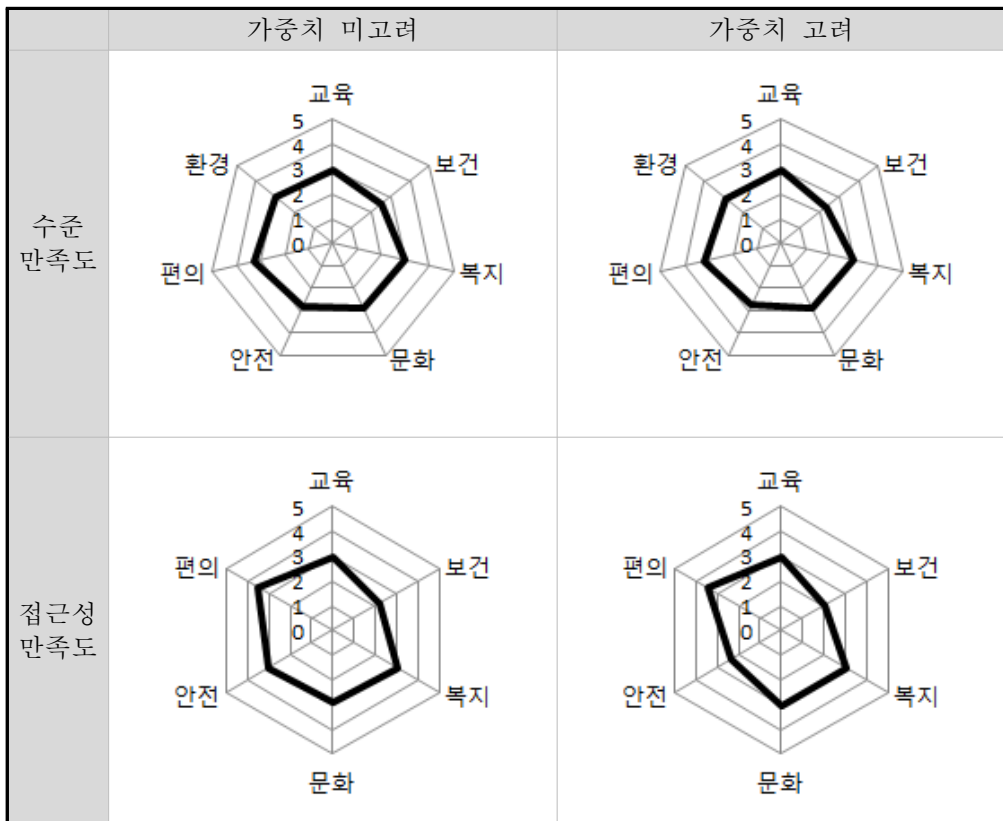 가중치 미고려
가중치 고려
수준
만족도
교육
보건
복지
문화
안전
편의
환경
5
4
3
2
1
0
교육
보건
복지
문화
안전
편의
환경
5
4
3
2
1
0
접근성
만족도
교육
보건
복지
문화
안전
편의
5
4
3
2
1
0
교육
보건
복지
문화
안전
편의
5
4
3
2
1
0